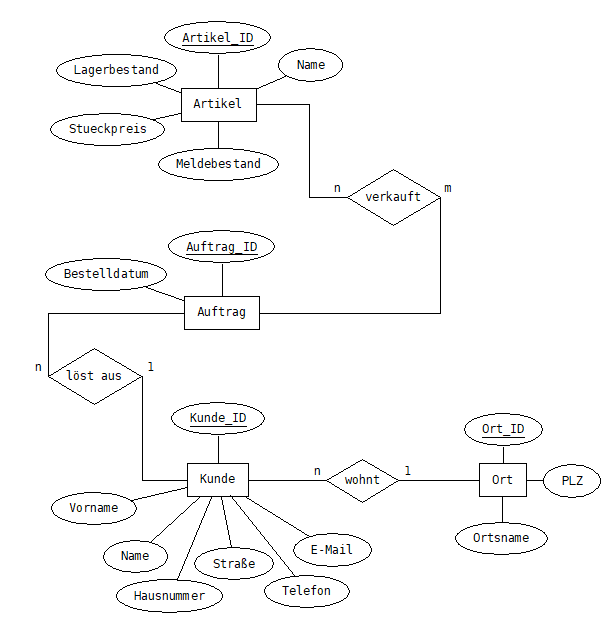 Artikel_ID
Name
Lagerbestand
Artikel
Stueckpreis
Meldebestand
n
verkauft
m
Auftrag_ID
Bestelldatum
Auftrag
n
löst aus
1
Kunde_ID
Ort_ID
Kunde
n
wohnt
1
Ort
PLZ
Vorname
Name
Hausnummer
Straße
Telefon
E-Mail
Ortsname